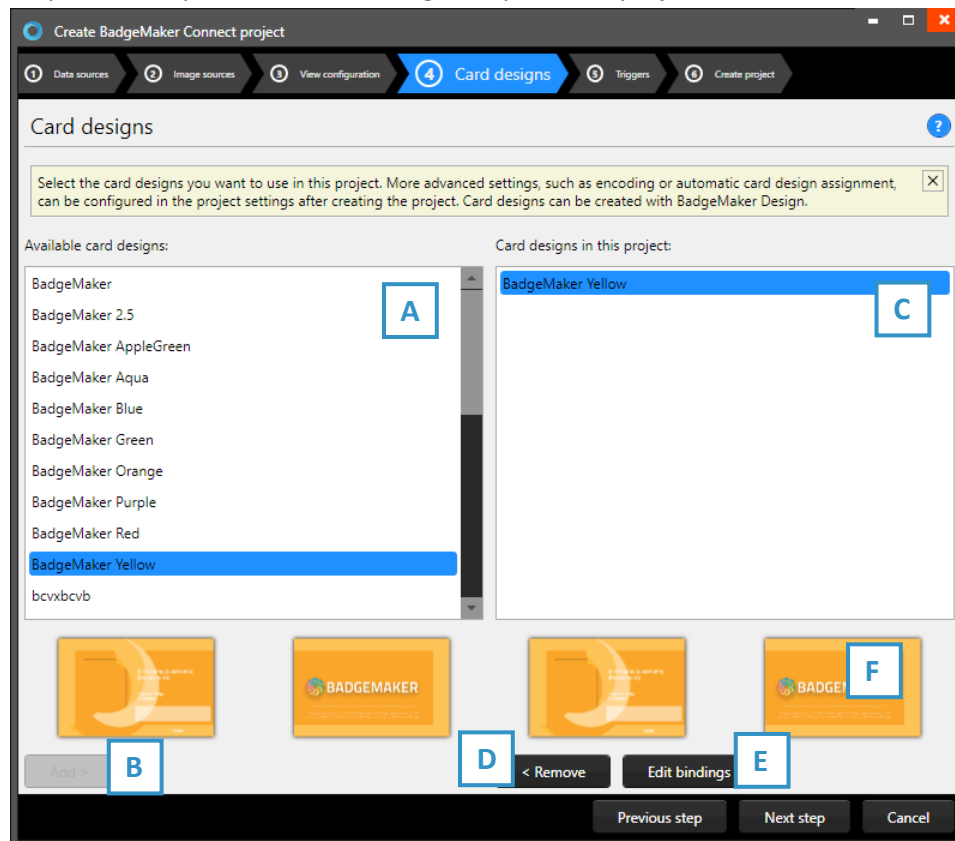 Create BadgeMaker Connect project
1 Data sources
2 Image sources
3 View configuration
4 Card designs
5 Triggers
6 Create project
Card designs
?
Select the card designs you want to use in this project. More advanced settings, such as encoding or automatic card design assignment,
can be configured in the project settings after creating the project. Card designs can be created with BadgeMaker Design.
Available card designs:
BadgeMaker
BadgeMaker 2.5
BadgeMaker AppleGreen
BadgeMaker Aqua
BadgeMaker Blue
BadgeMaker Green
BadgeMaker Orange
BadgeMaker Purple
BadgeMaker Red
BadgeMaker Yellow
bcvxbcvb
A
Card designs in this project:
BadgeMaker Yellow
C
BADGEMAKER
BADGE
F
Add >
B
D
< Remove
Edit bindings
E
Previous step
Next step
Cancel